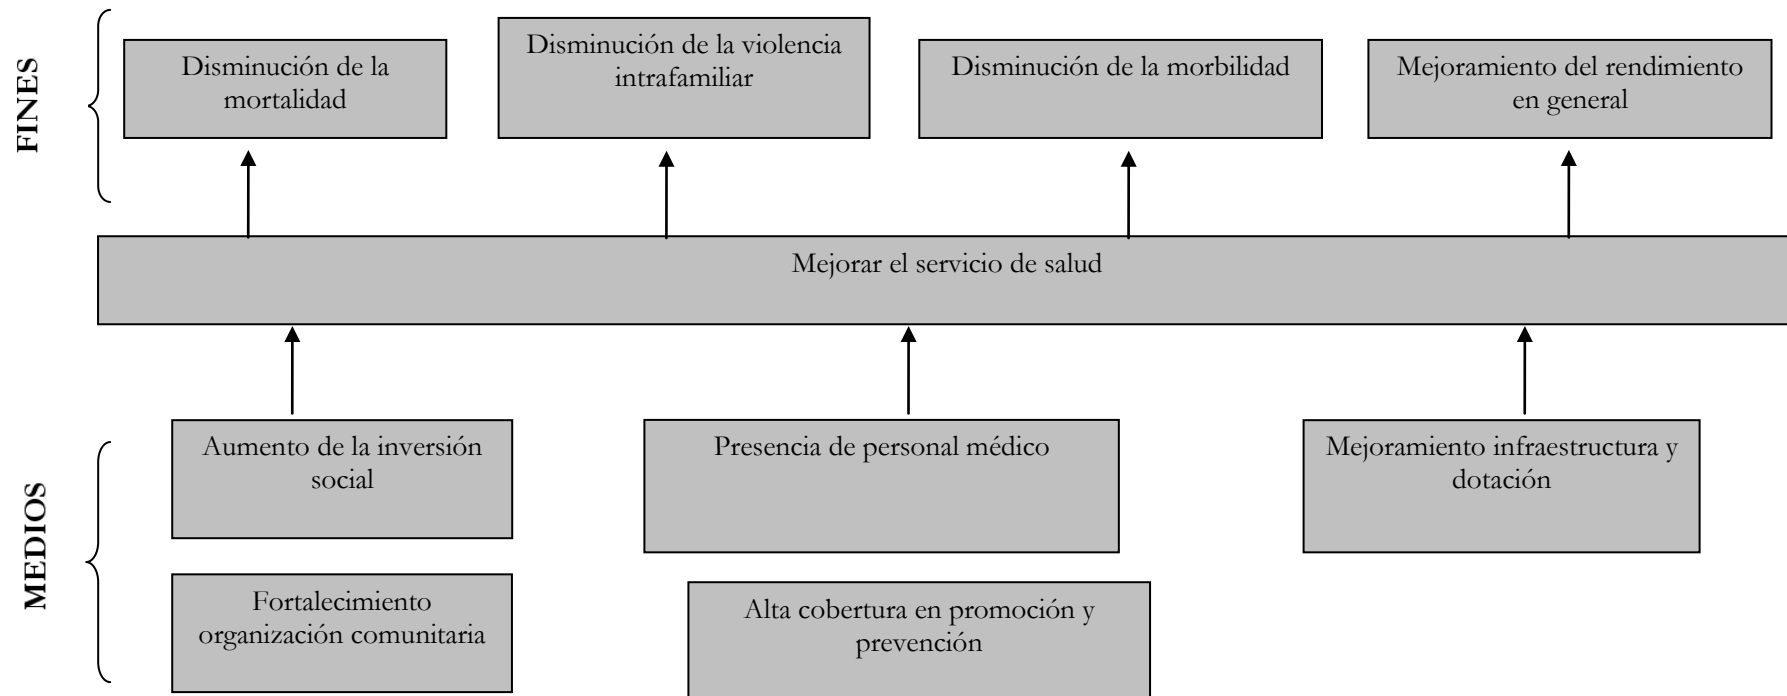 FINES
Disminución de la
mortalidad
Disminución de la violencia
intrafamiliar
Disminución de la morbilidad
Mejoramiento del rendimiento
en general
Mejorar el servicio de salud
MEDIOS
Aumento de la inversión
social
Presencia de personal médico
Mejoramiento infraestructura y
dotación
Fortalecimiento
organización comunitaria
Alta cobertura en promoción y
prevención